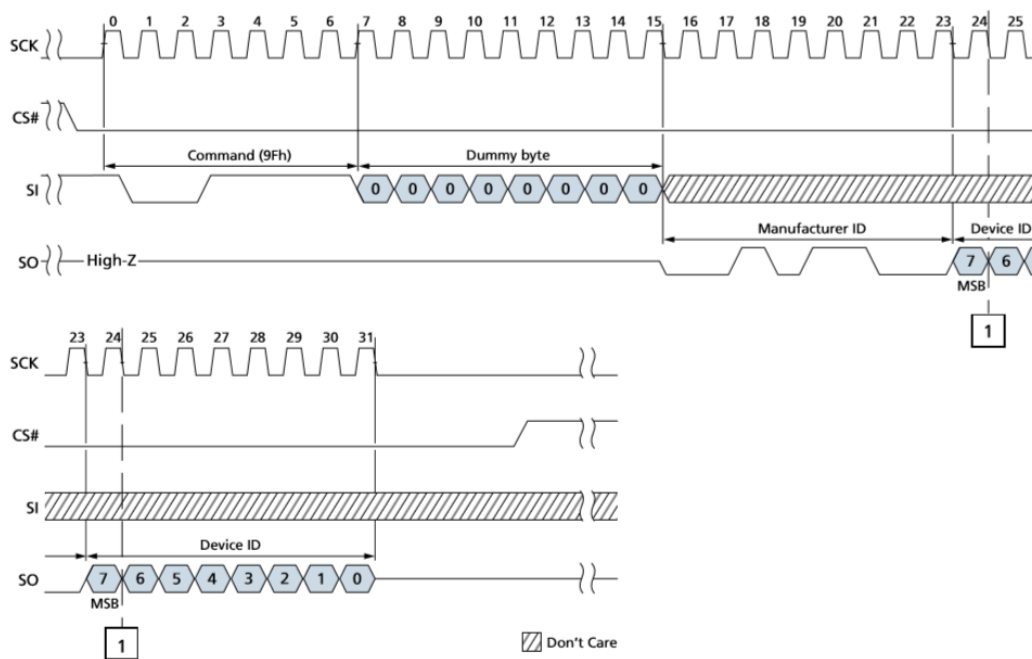 0 1 2 3 4 5 6 7 8 9 10 11 12 13 14 15 16 17 18 19 20 21 22 23 24 25
SCK
CS#
Command (9Fh) Dummy byte
SI 0 0 0 0 0 0 0 0
Manufacturer ID Device ID
SO High-Z 7 6
MSB
1
23 24 25 26 27 28 29 30 31
SCK
CS#
SI
Device ID
SO 7 6 5 4 3 2 1 0
MSB
1
Don't Care